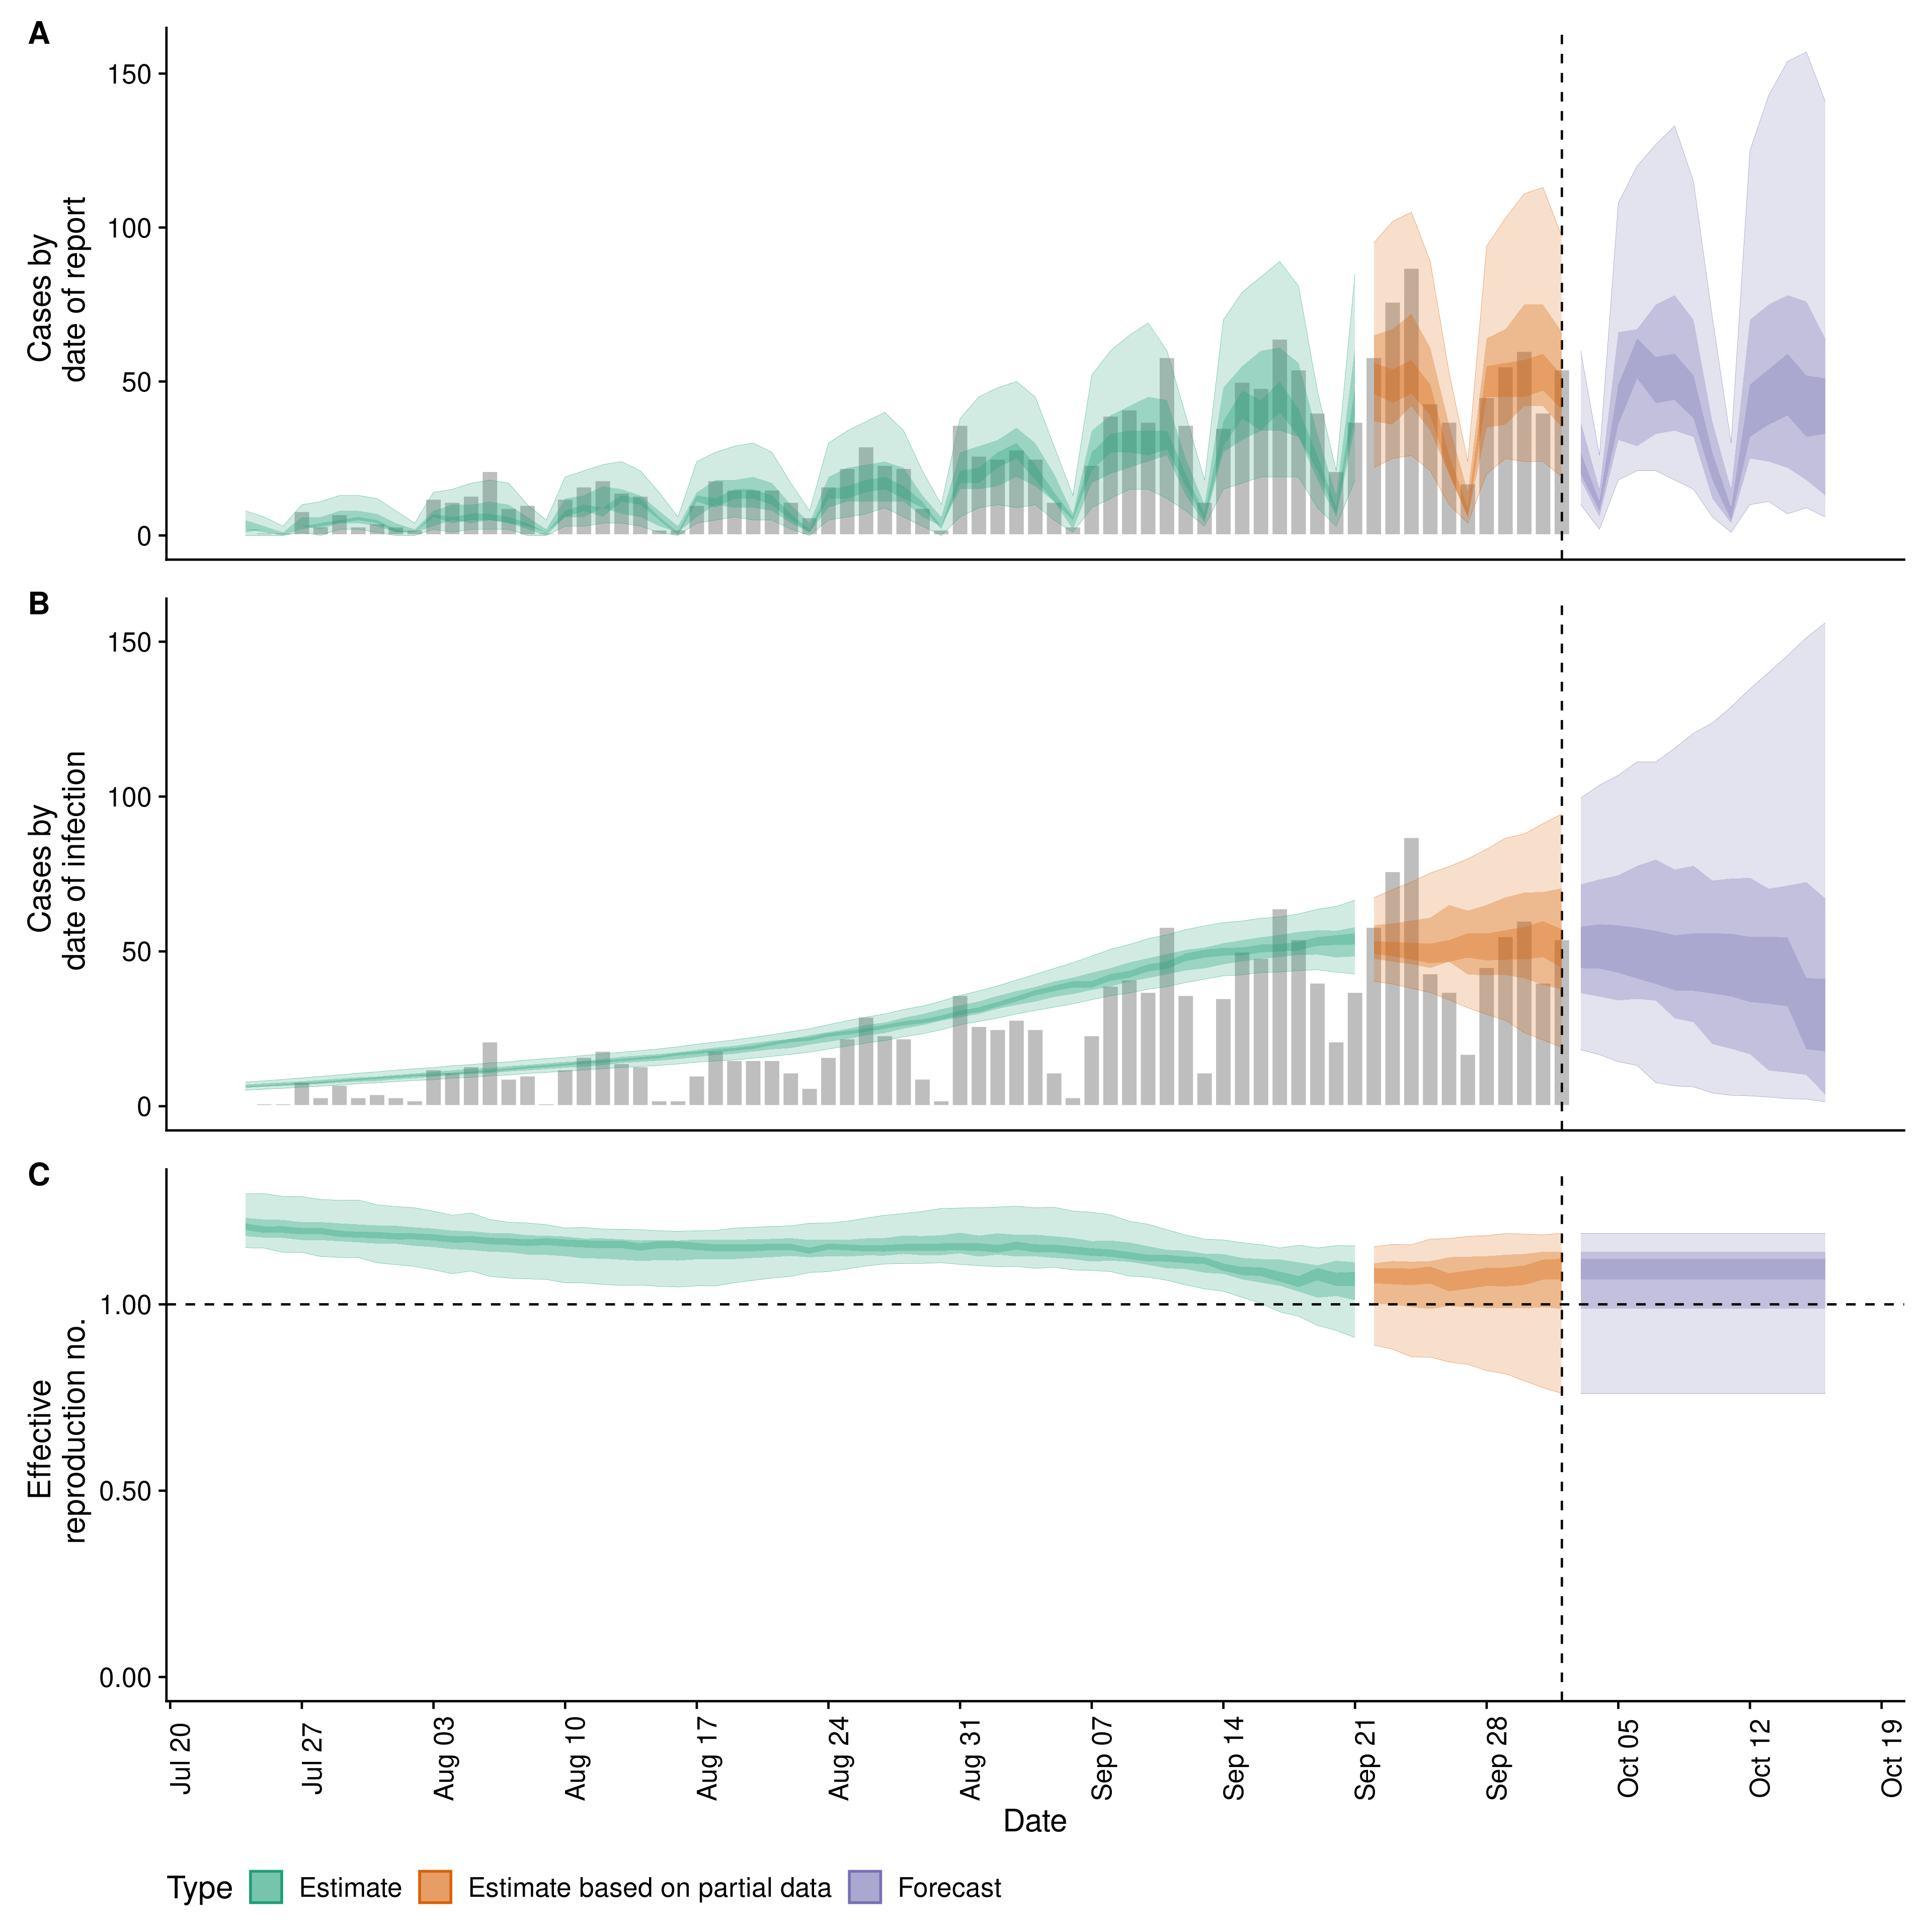 A
150
100
50
0
Cases by
date of report
B
150
100
50
0
Cases by
date of infection
C
1.00
0.50
0.00
Effective
reproduction no.
Jul 20
Jul 27
Aug 03
Aug 10
Aug 17
Aug 24
Aug 31
Sep 07
Sep 14
Sep 21
Sep 28
Oct 05
Oct 12
Oct 19
Date
Type Estimate Estimate based on partial data Forecast